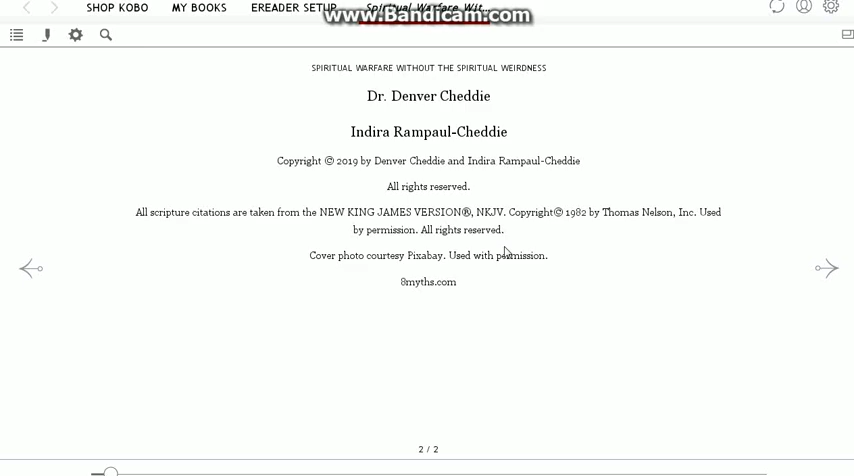 SHOP KOBO MY BOOKS EREADER SETUP Spiritual Warfare Wit...
www.Bandicam.com
SPIRITUAL WARFARE WITHOUT THE SPIRITUAL WEIRDNESS
Dr. Denver Cheddie
Indira Rampaul-Cheddie
Copyright © 2019 by Denver Cheddie and Indira Rampaul-Cheddie
All rights reserved.
All scripture citations are taken from the NEW KING JAMES VERSION®, NKJV. Copyright© 1982 by Thomas Nelson, Inc. Used
by permission. All rights reserved.
Cover photo courtesy Pixabay. Used with permission.
8myths.com
2 / 2